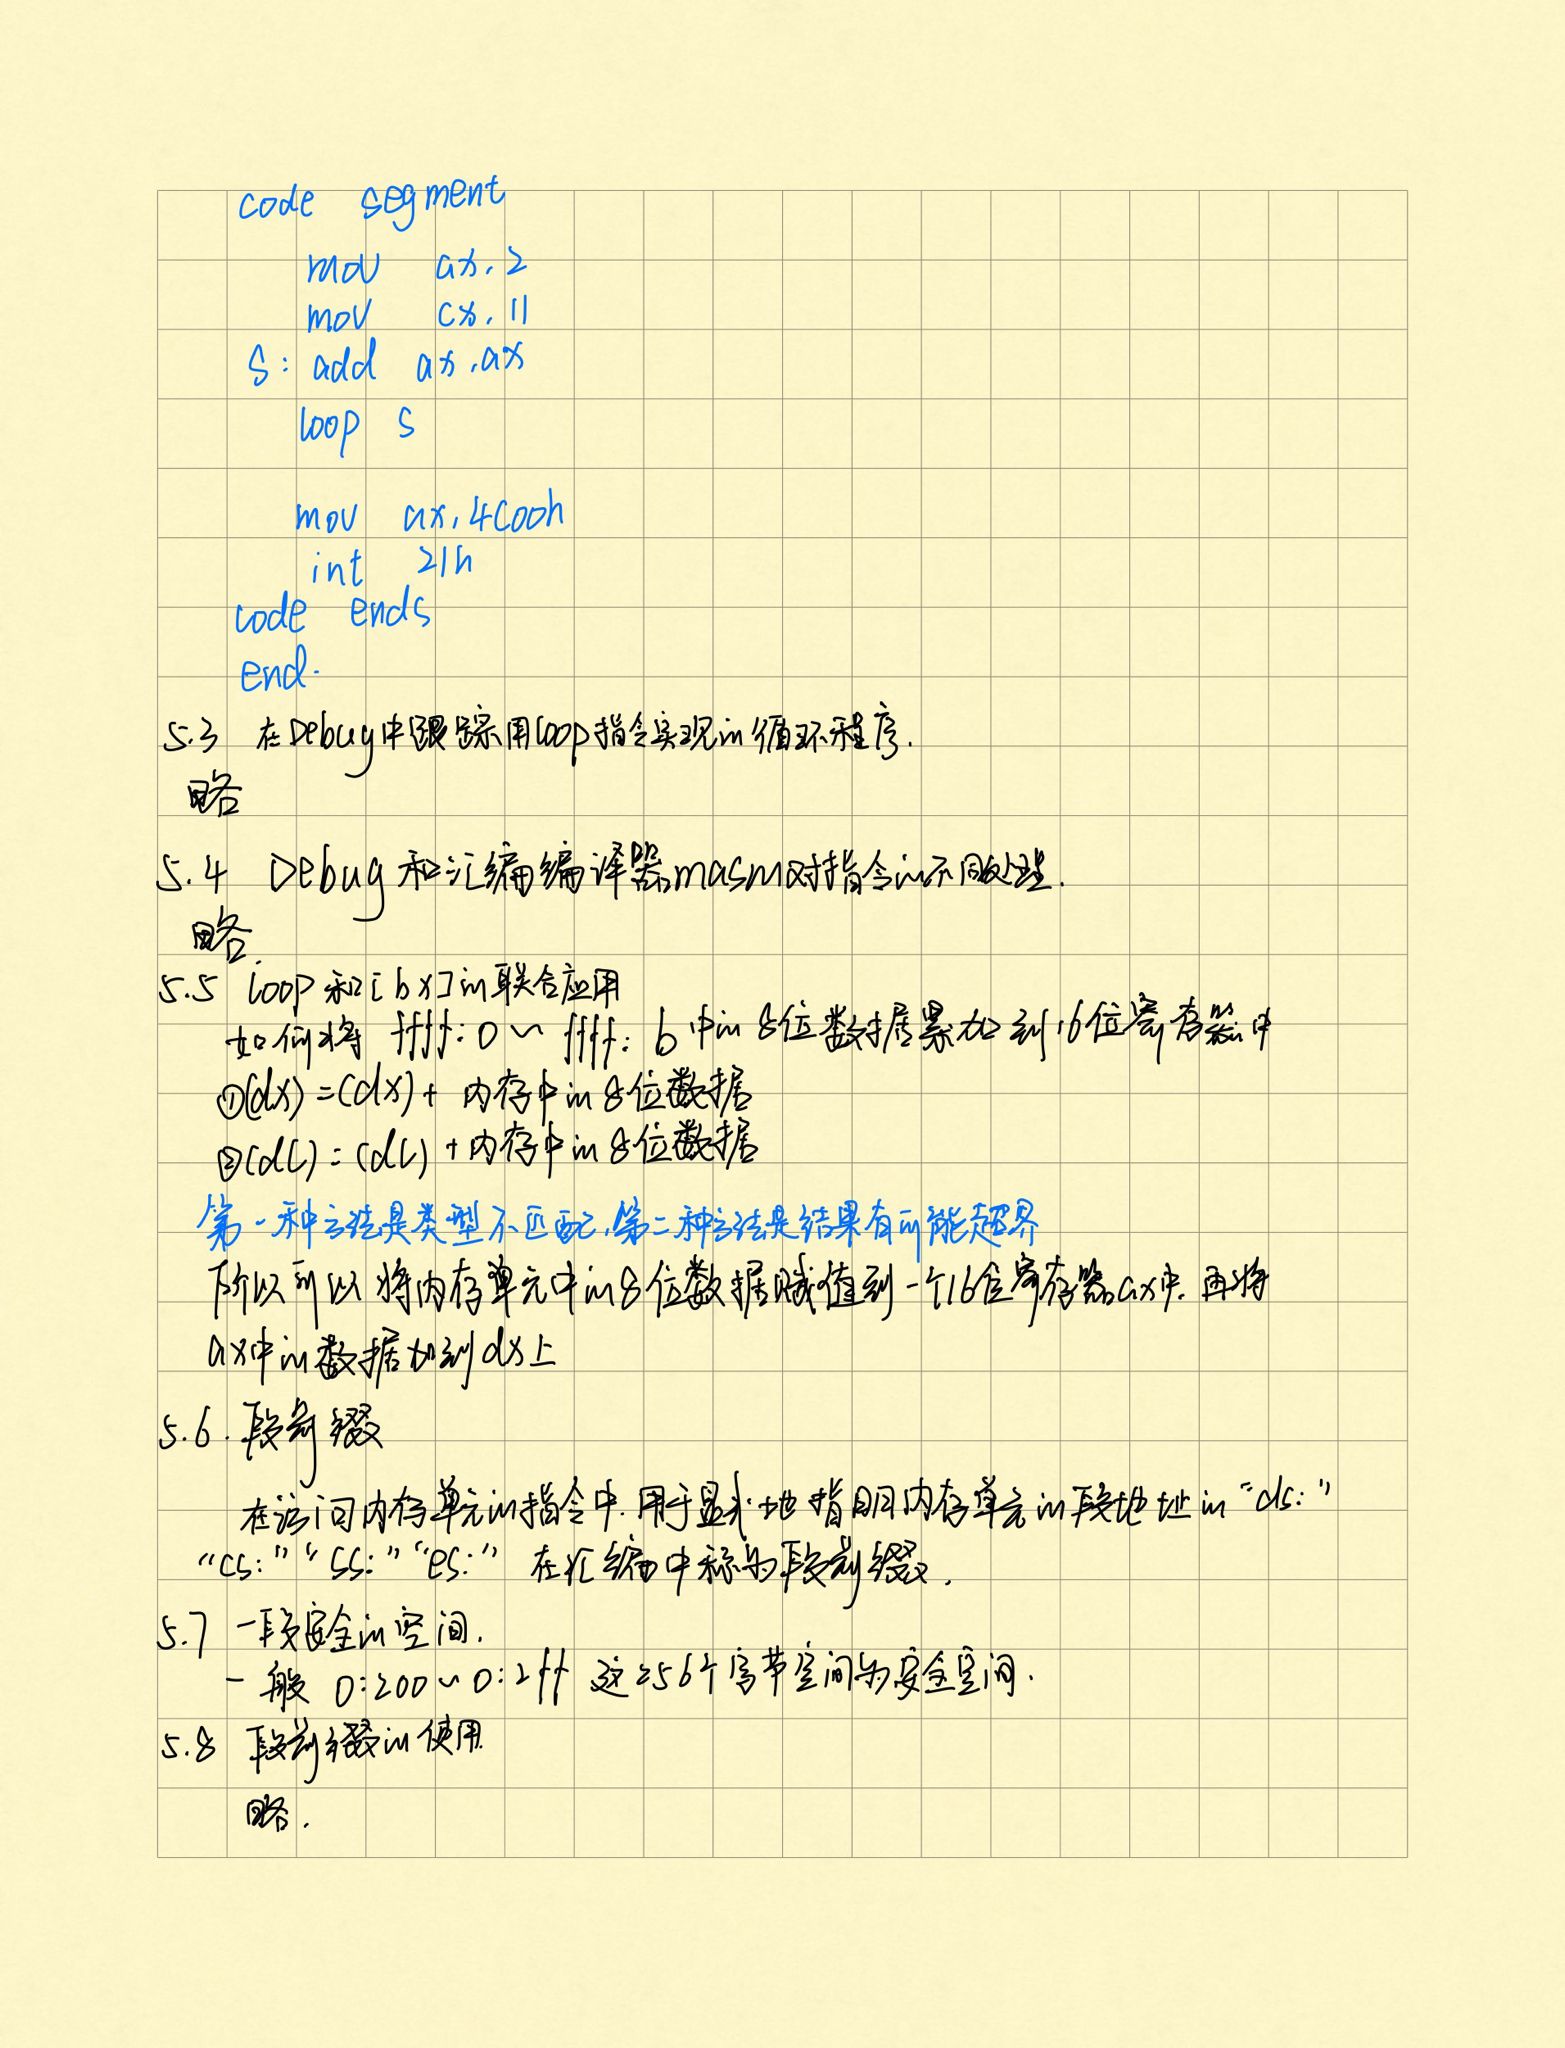 code segment
mov ax,2
mov cx,11
s: add ax,ax
loop s
mov ax,4c00h
int 21h
code ends
end.
5.3 在Debug中跟踪用loop指令实现的循环程序.
略
5.4 Debug和汇编编译器masm对指令的不同处理.
略.
5.5 loop和[bx]的联合应用
如何将 ffff:0~ffff:b中的8位数据累加到16位寄存器中
①(dx)=(dx)+内存中的8位数据
②(dl)=(dl)+内存中的8位数据
第一种方法是类型不匹配,第二种方法是结果有可能超界
所以可以将内存单元中的8位数据赋值到一个16位寄存器ax中.再将
ax中的数据加到dx上
5.6.段前缀
在访问内存单元的指令中.用于显式地指明内存单元的段地址的“ds:”
“cs:”“ss:”“es:” 在汇编中称为段前缀.
5.7 一段安全的空间.
一般 0:200~0:2ff 这256个字节空间为安全空间.
5.8 段前缀的使用.
略.